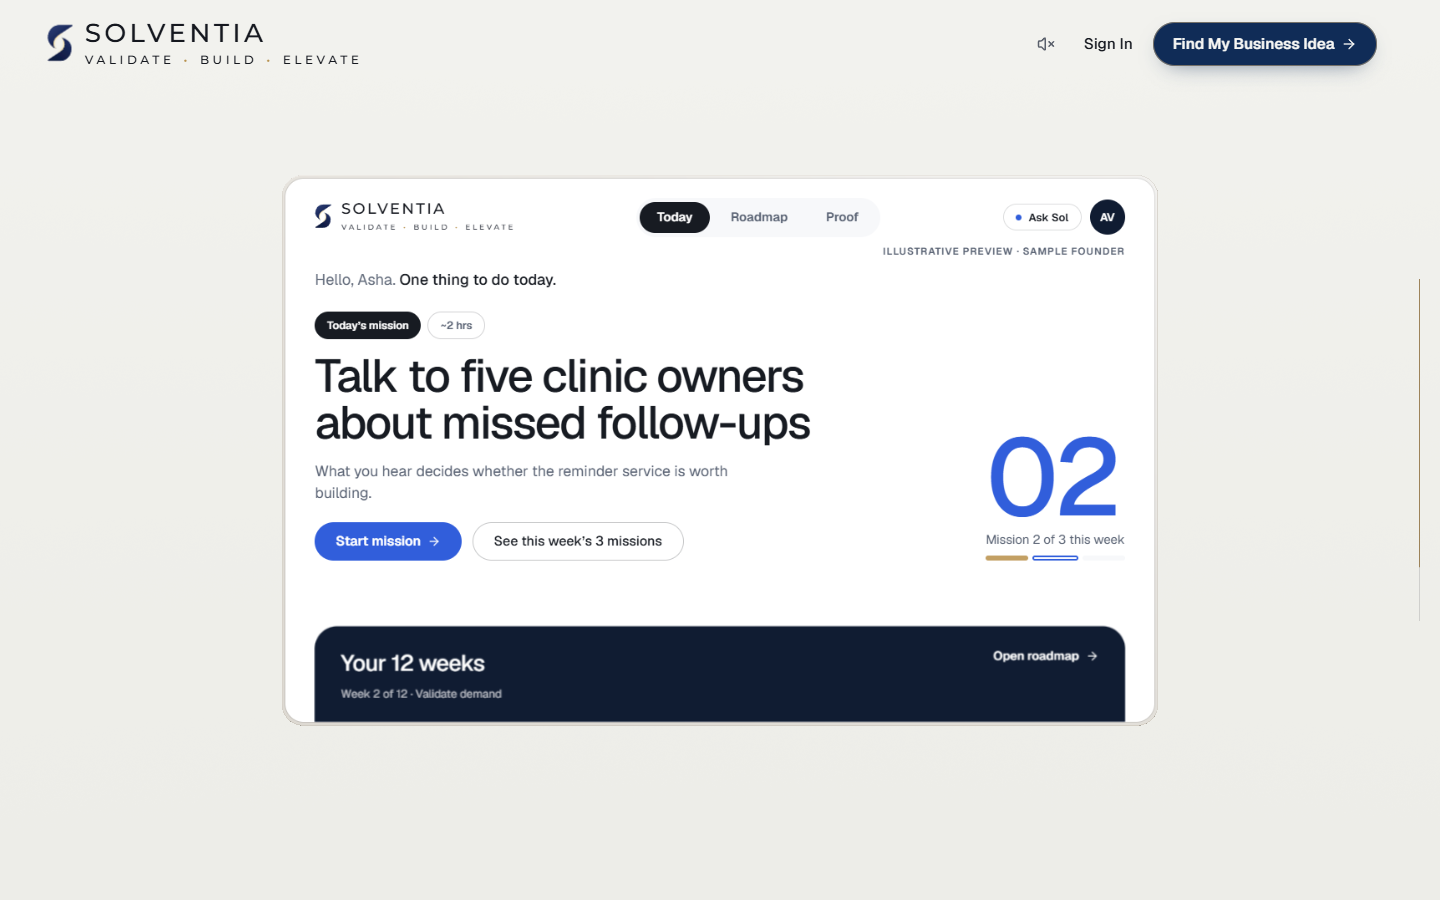 SOLVENTIA
VALIDATE · BUILD · ELEVATE
Sign In
Find My Business Idea →
SOLVENTIA
VALIDATE · BUILD · ELEVATE
Today
Roadmap
Proof
Ask Sol
AV
ILLUSTRATIVE PREVIEW · SAMPLE FOUNDER
Hello, Asha. One thing to do today.
Today's mission
~2 hrs
Talk to five clinic owners
about missed follow-ups
What you hear decides whether the reminder service is worth
building.
Start mission →
See this week's 3 missions
02
Mission 2 of 3 this week
Your 12 weeks
Open roadmap →
Week 2 of 12 · Validate demand